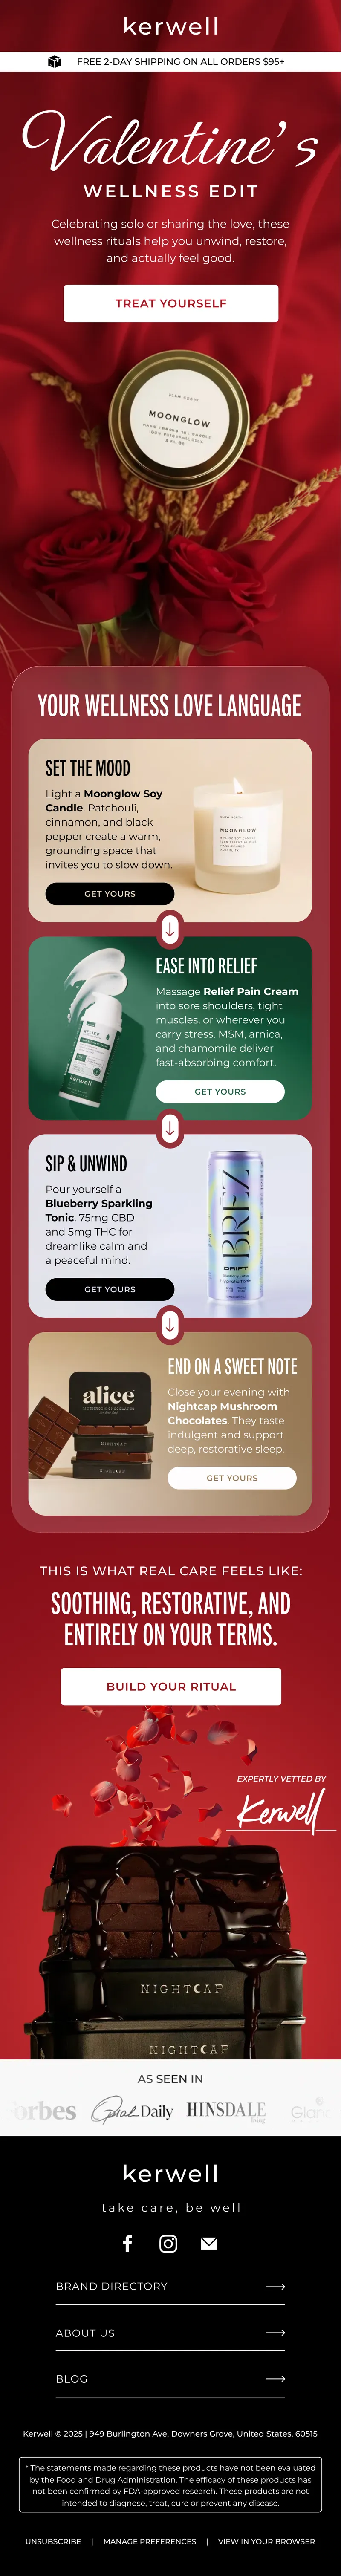 kerwell
FREE 2-DAY SHIPPING ON ALL ORDERS $95+
Valentine's
WELLNESS EDIT
Celebrating solo or sharing the love, these
wellness rituals help you unwind, restore,
and actually feel good.
TREAT YOURSELF
MOONGLOW
YOUR WELLNESS LOVE LANGUAGE
SET THE MOOD
Light a Moonglow Soy
Candle. Patchouli,
cinnamon, and black
pepper create a warm,
grounding space that
invites you to slow down.
GET YOURS
MOONGLOW
EASE INTO RELIEF
Massage Relief Pain Cream
into sore shoulders, tight
muscles, or wherever you
carry stress. MSM, arnica,
and chamomile deliver
fast-absorbing comfort.
GET YOURS
kerwell
SIP & UNWIND
Pour yourself a
Blueberry Sparkling
Tonic. 75mg CBD
and 5mg THC for
dreamlike calm and
a peaceful mind.
GET YOURS
BREZ
DRIFT
END ON A SWEET NOTE
Close your evening with
Nightcap Mushroom
Chocolates. They taste
indulgent and support
deep, restorative sleep.
GET YOURS
alice
MUSHROOM CHOCOLATES
NIGHTCAP
NIGHTCAP
THIS IS WHAT REAL CARE FEELS LIKE:
SOOTHING, RESTORATIVE, AND
ENTIRELY ON YOUR TERMS.
BUILD YOUR RITUAL
EXPERTLY VETTED BY
Kerwell
NIGHTCAP
NIGHTCAP
AS SEEN IN
orbes
Oprah Daily
HINSDALE
living
Glan
kerwell
take care, be well
BRAND DIRECTORY
ABOUT US
BLOG
Kerwell © 2025 | 949 Burlington Ave, Downers Grove, United States, 60515
* The statements made regarding these products have not been evaluated
by the Food and Drug Administration. The efficacy of these products has
not been confirmed by FDA-approved research. These products are not
intended to diagnose, treat, cure or prevent any disease.
UNSUBSCRIBE | MANAGE PREFERENCES | VIEW IN YOUR BROWSER